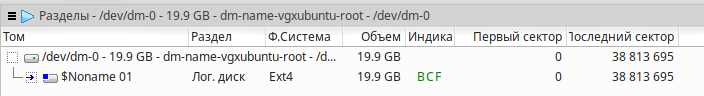 Разделы - /dev/dm-0 - 19.9 GB - dm-name-vgxubuntu-root - /dev/dm-0
Том Раздел Ф.Система Объем Индика Первый сектор Последний сектор
/dev/dm-0 - 19.9 GB - dm-name-vgxubuntu-root - /d... 19.9 GB 0 38 813 695
$Noname 01 Лог. диск Ext4 19.9 GB BCF 0 38 813 695